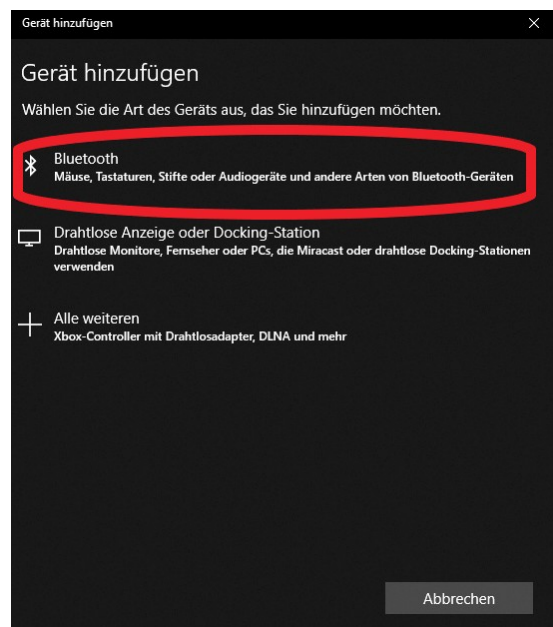 Gerät hinzufügen
Gerät hinzufügen
Wählen Sie die Art des Geräts aus, das Sie hinzufügen möchten.
Bluetooth
Mäuse, Tastaturen, Stifte oder Audiogeräte und andere Arten von Bluetooth-Geräten
Drahtlose Anzeige oder Docking-Station
Drahtlose Monitore, Fernseher oder PCs, die Miracast oder drahtlose Docking-Stationen
verwenden
Alle weiteren
Xbox-Controller mit Drahtlosadapter, DLNA und mehr
Abbrechen